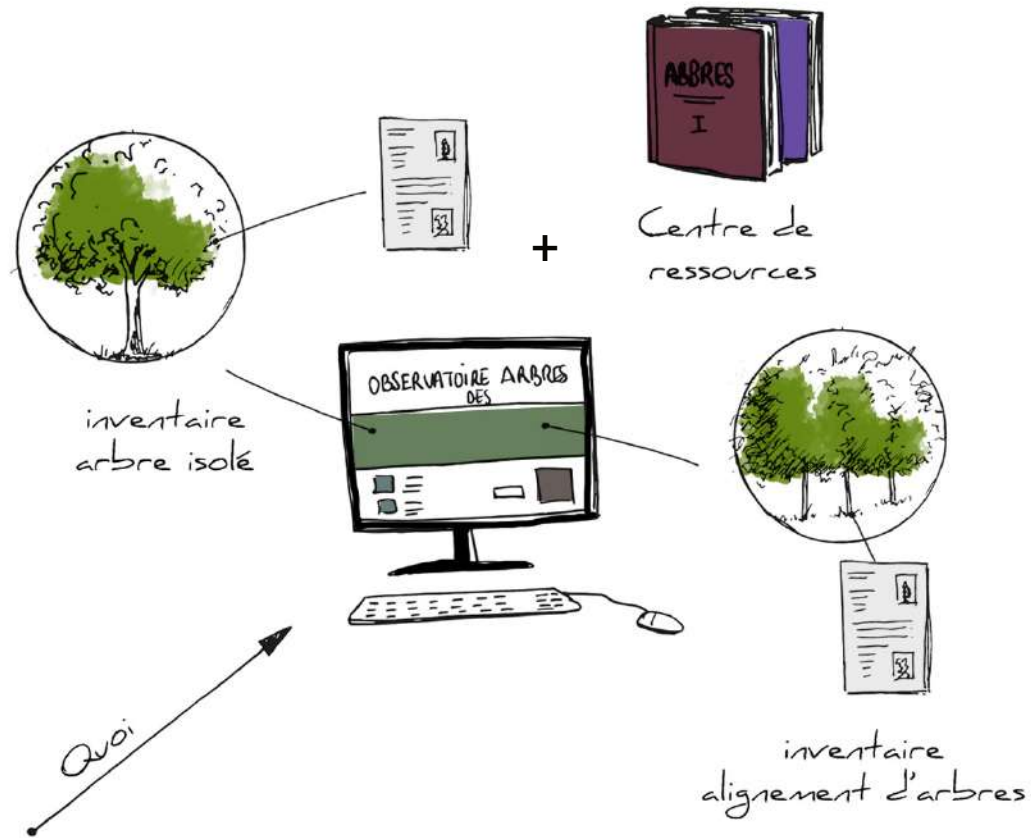 ARBRES
I
+
Centre de
ressources
OBSERVATOIRE ARBRES
DES
inventaire
arbre isolé
Quoi
inventaire
alignement d'arbres